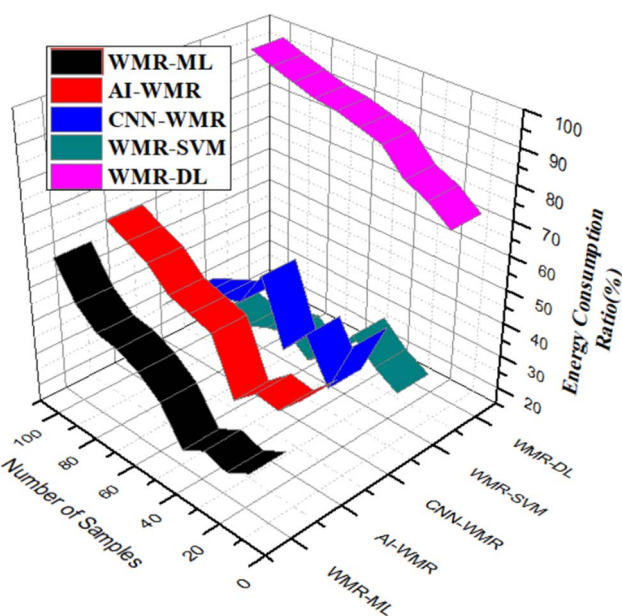 WMR-ML
AI-WMR
CNN-WMR
WMR-SVM
WMR-DL
100
90
80
70
60
50
40
30
20
Energy Consumption
Ratio(%)
100
80
60
40
20
0
Number of Samples
WMR-DL
WMR-SVM
CNN-WMR
AI-WMR
WMR-ML